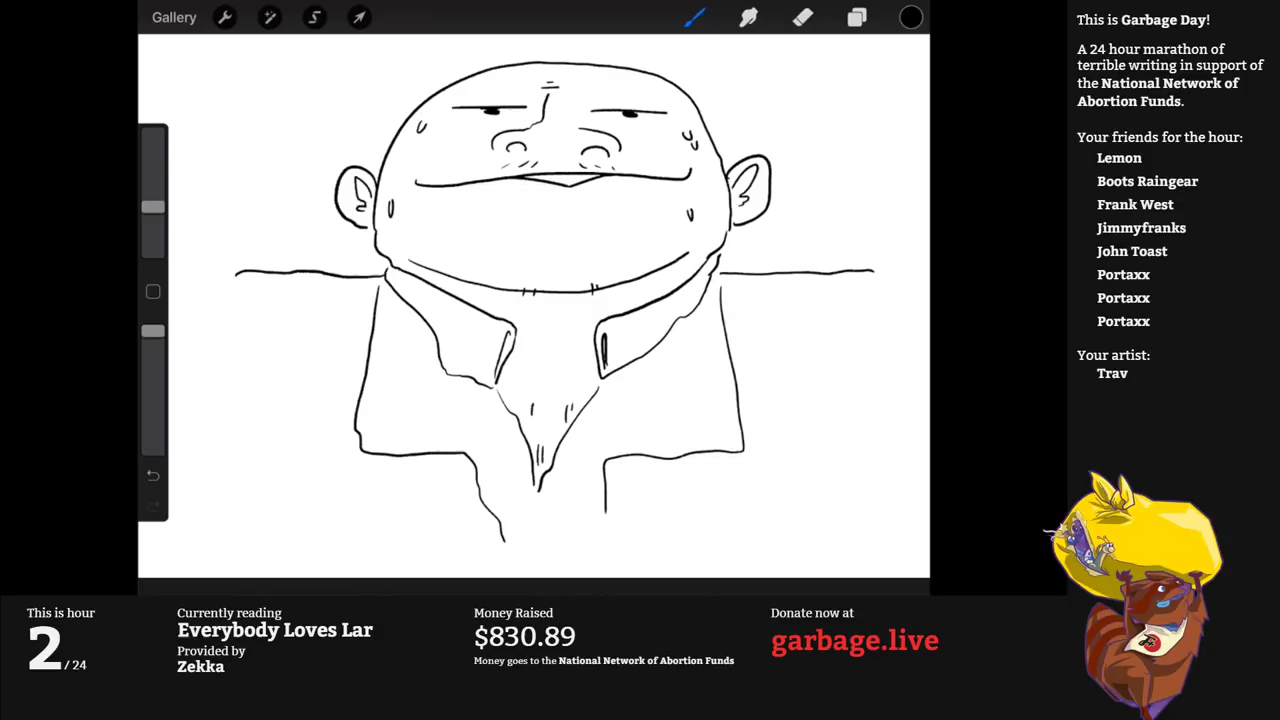 Gallery
This is Garbage Day!
A 24 hour marathon of
terrible writing in support of
the National Network of
Abortion Funds.
Your friends for the hour:
Lemon
Boots Raingear
Frank West
Jimmyfranks
John Toast
Portaxx
Portaxx
Portaxx
Your artist:
Trav
This is hour
2 / 24
Currently reading
Everybody Loves Lar
Provided by
Zekka
Money Raised
$830.89
Money goes to the National Network of Abortion Funds
Donate now at
garbage.live